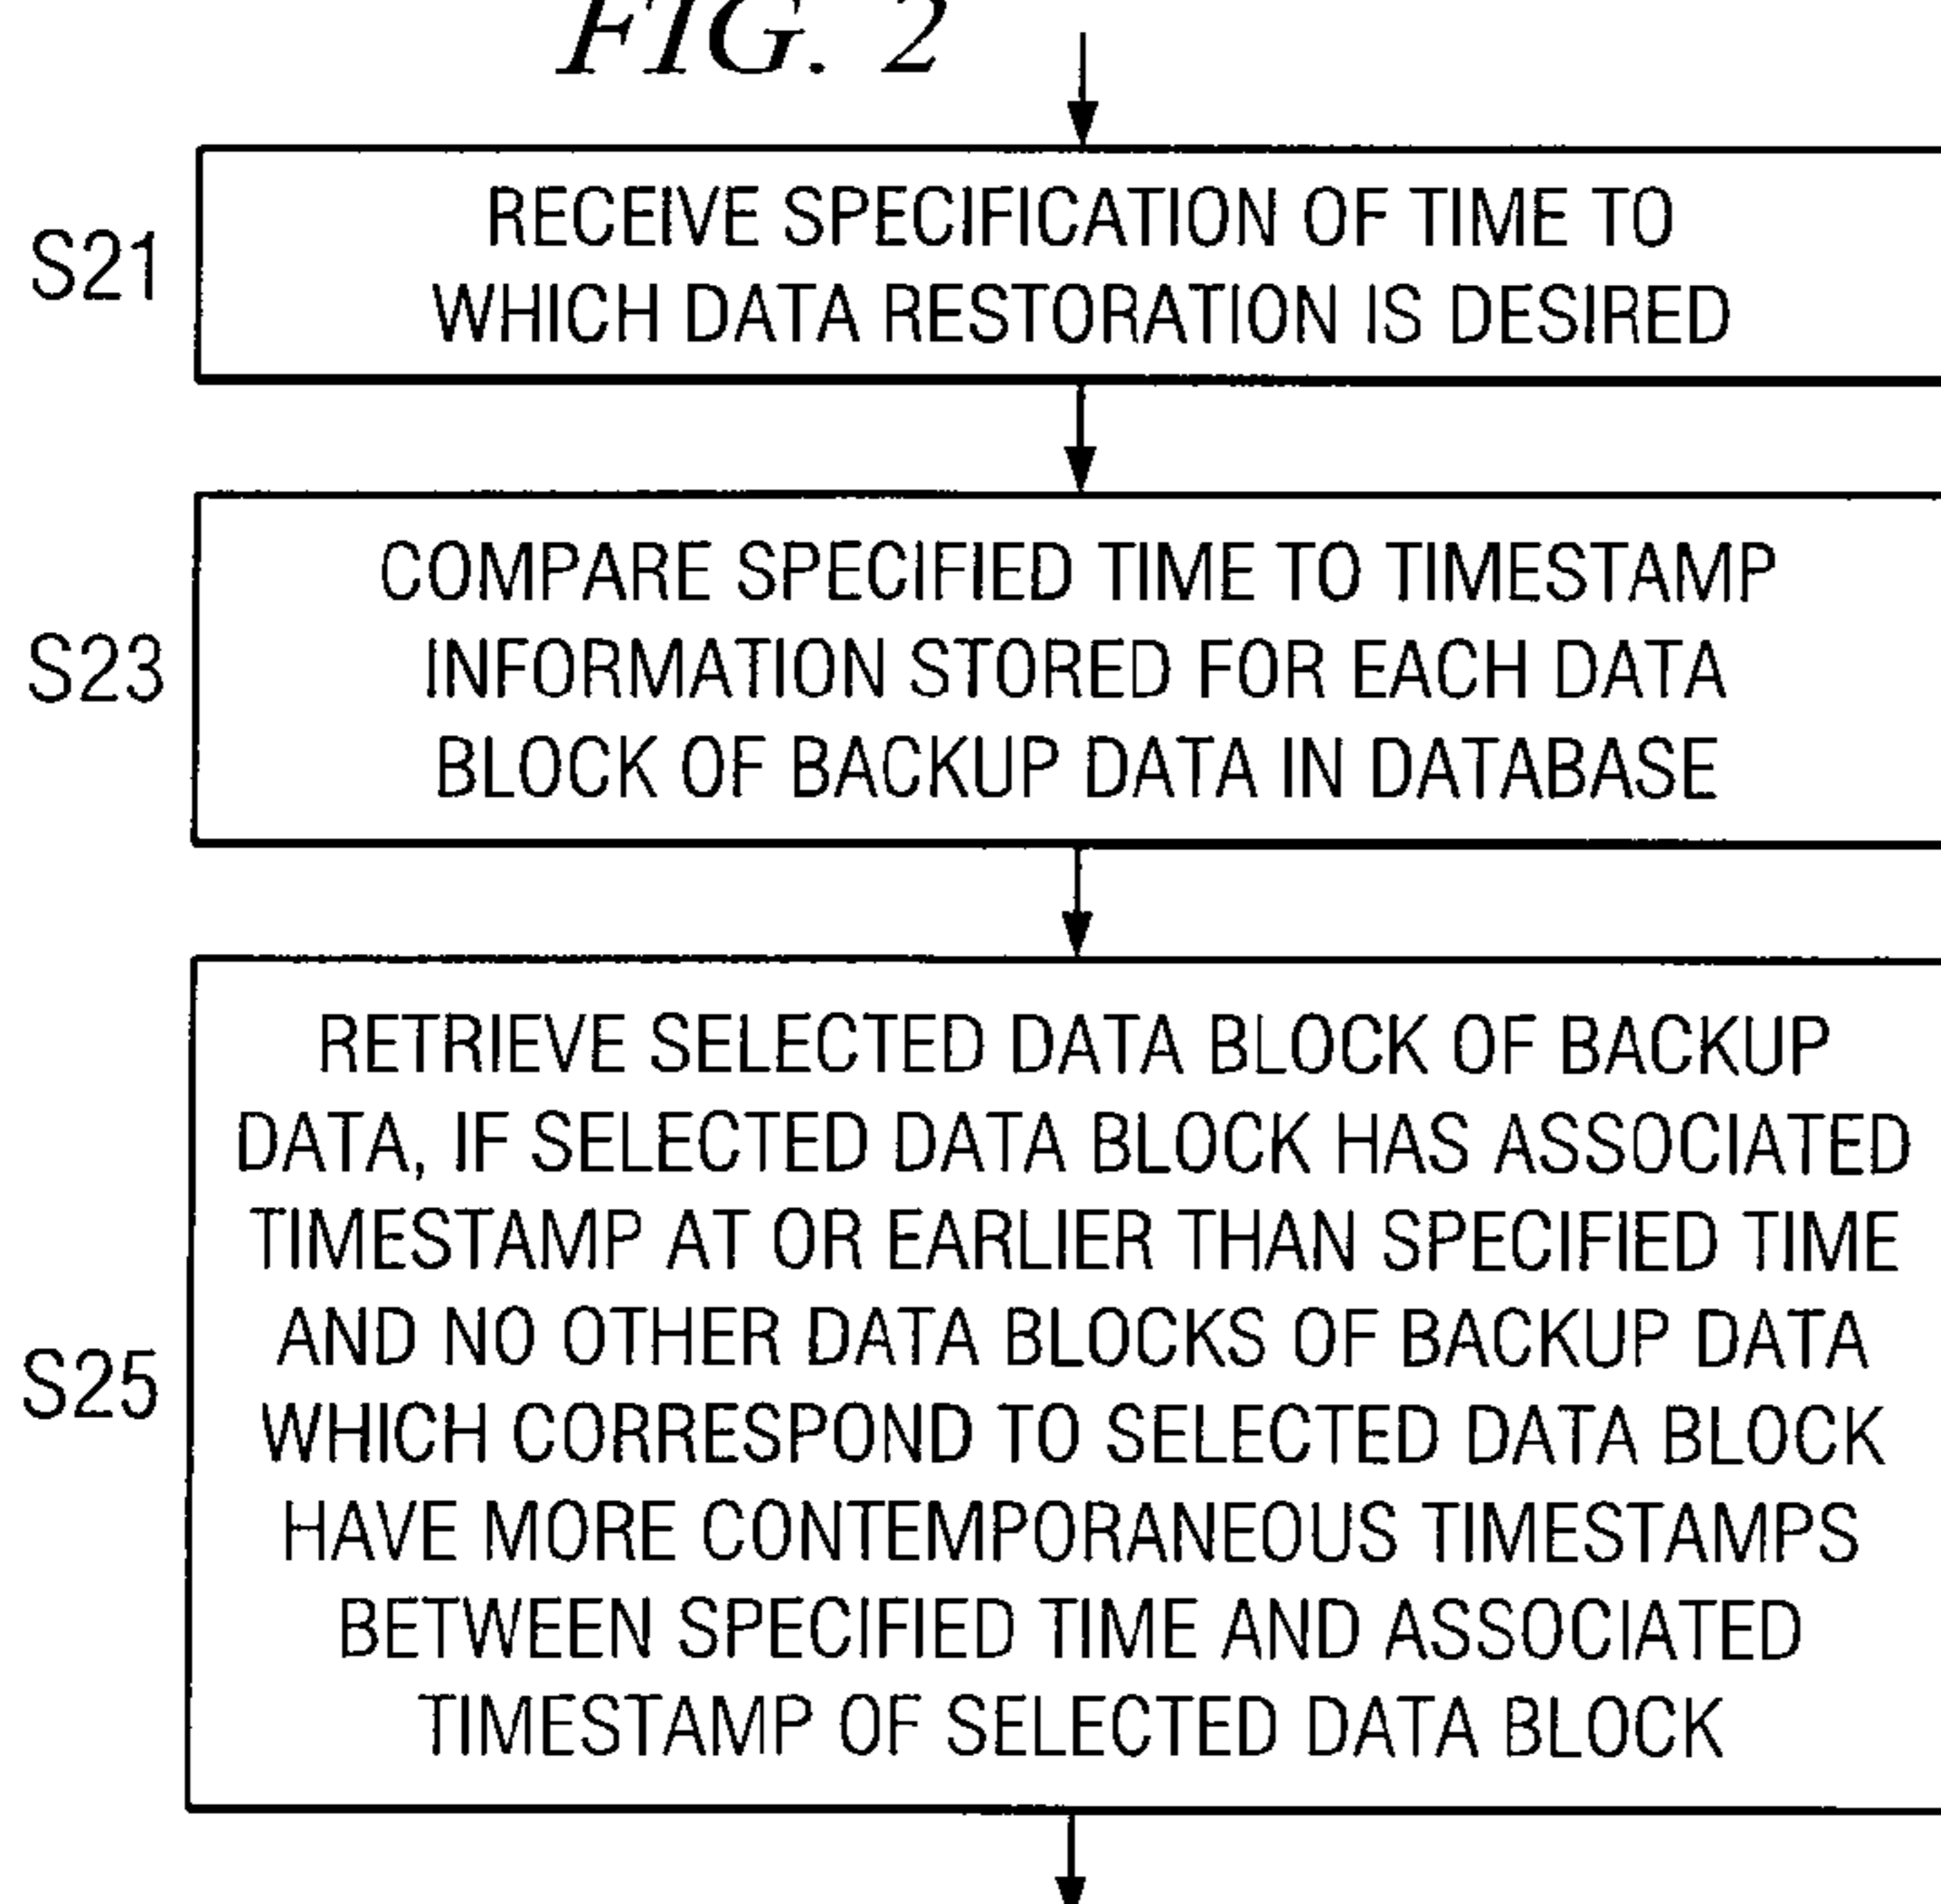 FIG. 2
S21
RECEIVE SPECIFICATION OF TIME TO
WHICH DATA RESTORATION IS DESIRED
S23
COMPARE SPECIFIED TIME TO TIMESTAMP
INFORMATION STORED FOR EACH DATA
BLOCK OF BACKUP DATA IN DATABASE
S25
RETRIEVE SELECTED DATA BLOCK OF BACKUP
DATA, IF SELECTED DATA BLOCK HAS ASSOCIATED
TIMESTAMP AT OR EARLIER THAN SPECIFIED TIME
AND NO OTHER DATA BLOCKS OF BACKUP DATA
WHICH CORRESPOND TO SELECTED DATA BLOCK
HAVE MORE CONTEMPORANEOUS TIMESTAMPS
BETWEEN SPECIFIED TIME AND ASSOCIATED
TIMESTAMP OF SELECTED DATA BLOCK